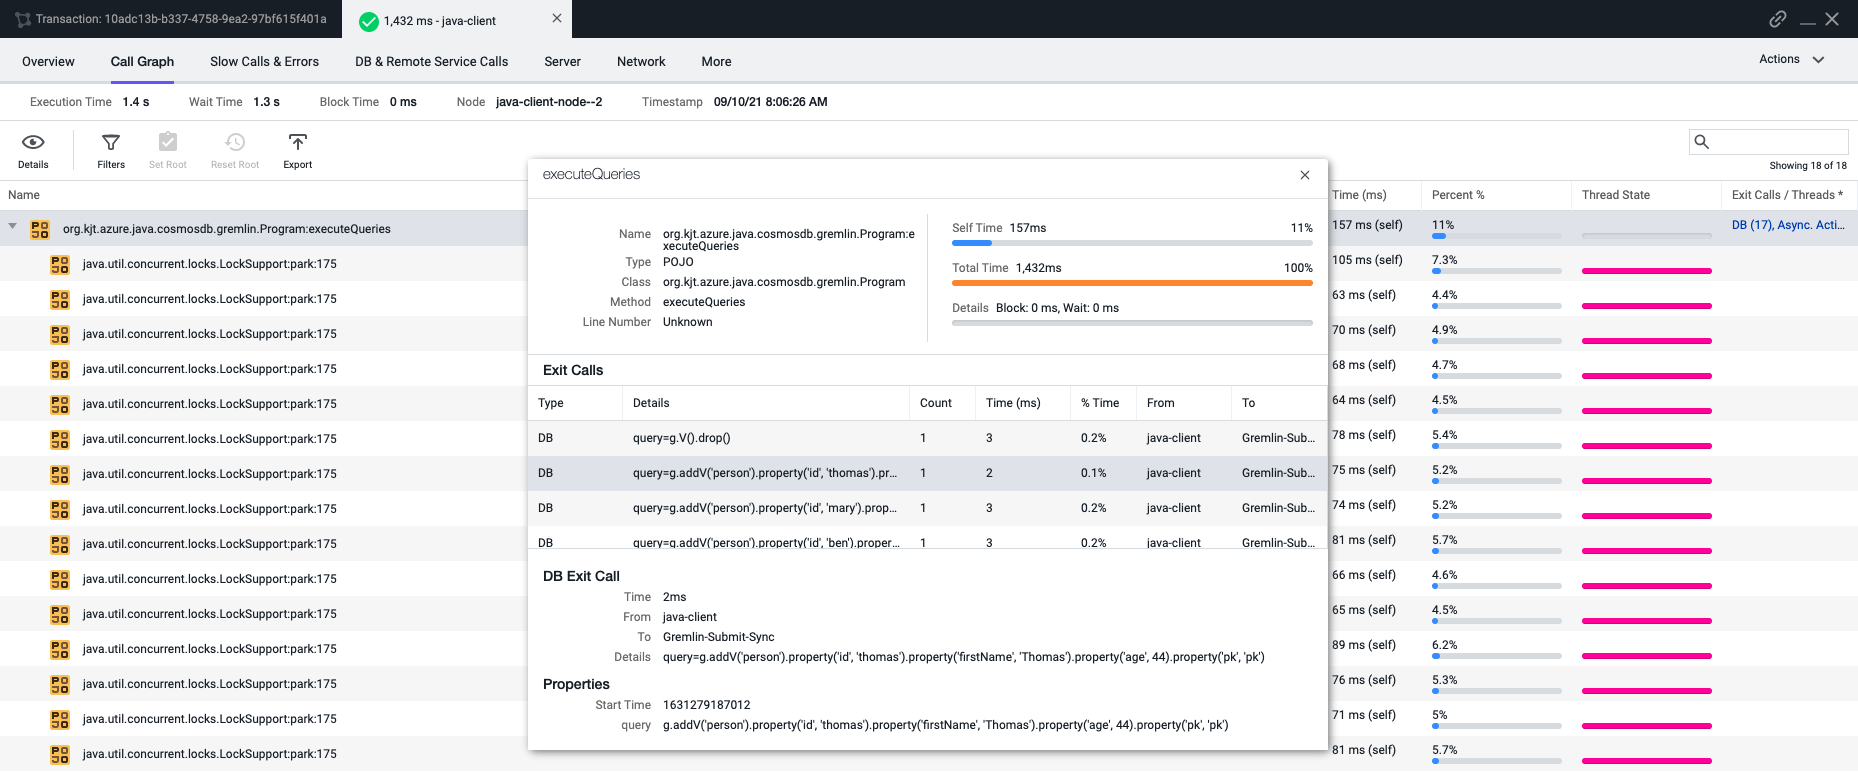 Transaction: 10adc13b-b337-4758-9ea2-97bf615f401a
1,432 ms - java-client
Overview
Call Graph
Slow Calls & Errors
DB & Remote Service Calls
Server
Network
More
Actions
Execution Time 1.4 s
Wait Time 1.3 s
Block Time 0 ms
Node java-client-node--2
Timestamp 09/10/21 8:06:26 AM
Details
Filters
Set Root
Reset Root
Export
Showing 18 of 18
Name
Time (ms)
Percent %
Thread State
Exit Calls / Threads *
org.kjt.azure.java.cosmosdb.gremlin.Program:executeQueries
157 ms (self)
11%
DB (17), Async. Acti...
java.util.concurrent.locks.LockSupport:park:175
105 ms (self)
7.3%
java.util.concurrent.locks.LockSupport:park:175
63 ms (self)
4.4%
java.util.concurrent.locks.LockSupport:park:175
70 ms (self)
4.9%
java.util.concurrent.locks.LockSupport:park:175
68 ms (self)
4.7%
java.util.concurrent.locks.LockSupport:park:175
64 ms (self)
4.5%
java.util.concurrent.locks.LockSupport:park:175
78 ms (self)
5.4%
java.util.concurrent.locks.LockSupport:park:175
75 ms (self)
5.2%
java.util.concurrent.locks.LockSupport:park:175
74 ms (self)
5.2%
java.util.concurrent.locks.LockSupport:park:175
81 ms (self)
5.7%
java.util.concurrent.locks.LockSupport:park:175
66 ms (self)
4.6%
java.util.concurrent.locks.LockSupport:park:175
65 ms (self)
4.5%
java.util.concurrent.locks.LockSupport:park:175
89 ms (self)
6.2%
java.util.concurrent.locks.LockSupport:park:175
76 ms (self)
5.3%
java.util.concurrent.locks.LockSupport:park:175
71 ms (self)
5%
java.util.concurrent.locks.LockSupport:park:175
81 ms (self)
5.7%
executeQueries
Name org.kjt.azure.java.cosmosdb.gremlin.Program:e
xecuteQueries
Type POJO
Class org.kjt.azure.java.cosmosdb.gremlin.Program
Method executeQueries
Line Number Unknown
Self Time 157ms 11%
Total Time 1,432ms 100%
Details Block: 0 ms, Wait: 0 ms
Exit Calls
Type Details Count Time (ms) % Time From To
DB query=g.V().drop() 1 3 0.2% java-client Gremlin-Sub...
DB query=g.addV('person').property('id', 'thomas').pr... 1 2 0.1% java-client Gremlin-Sub...
DB query=g.addV('person').property('id', 'mary').prop... 1 3 0.2% java-client Gremlin-Sub...
DB query=g.addV('person').property('id', 'ben').proper... 1 3 0.2% java-client Gremlin-Sub...
DB Exit Call
Time 2ms
From java-client
To Gremlin-Submit-Sync
Details query=g.addV('person').property('id', 'thomas').property('firstName', 'Thomas').property('age', 44).property('pk', 'pk')
Properties
Start Time 1631279187012
query g.addV('person').property('id', 'thomas').property('firstName', 'Thomas').property('age', 44).property('pk', 'pk')